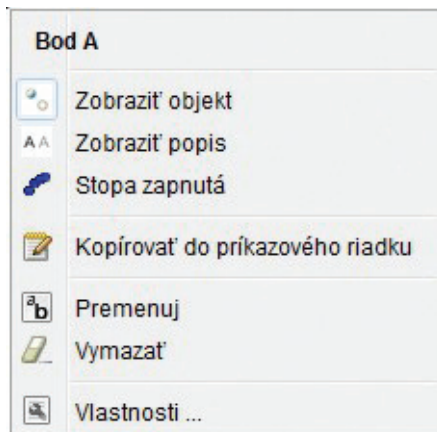 Bod A
Zobraziť objekt
Zobraziť popis
Stopa zapnutá
Kopírovať do príkazového riadku
Premenuj
Vymazať
Vlastnosti ...